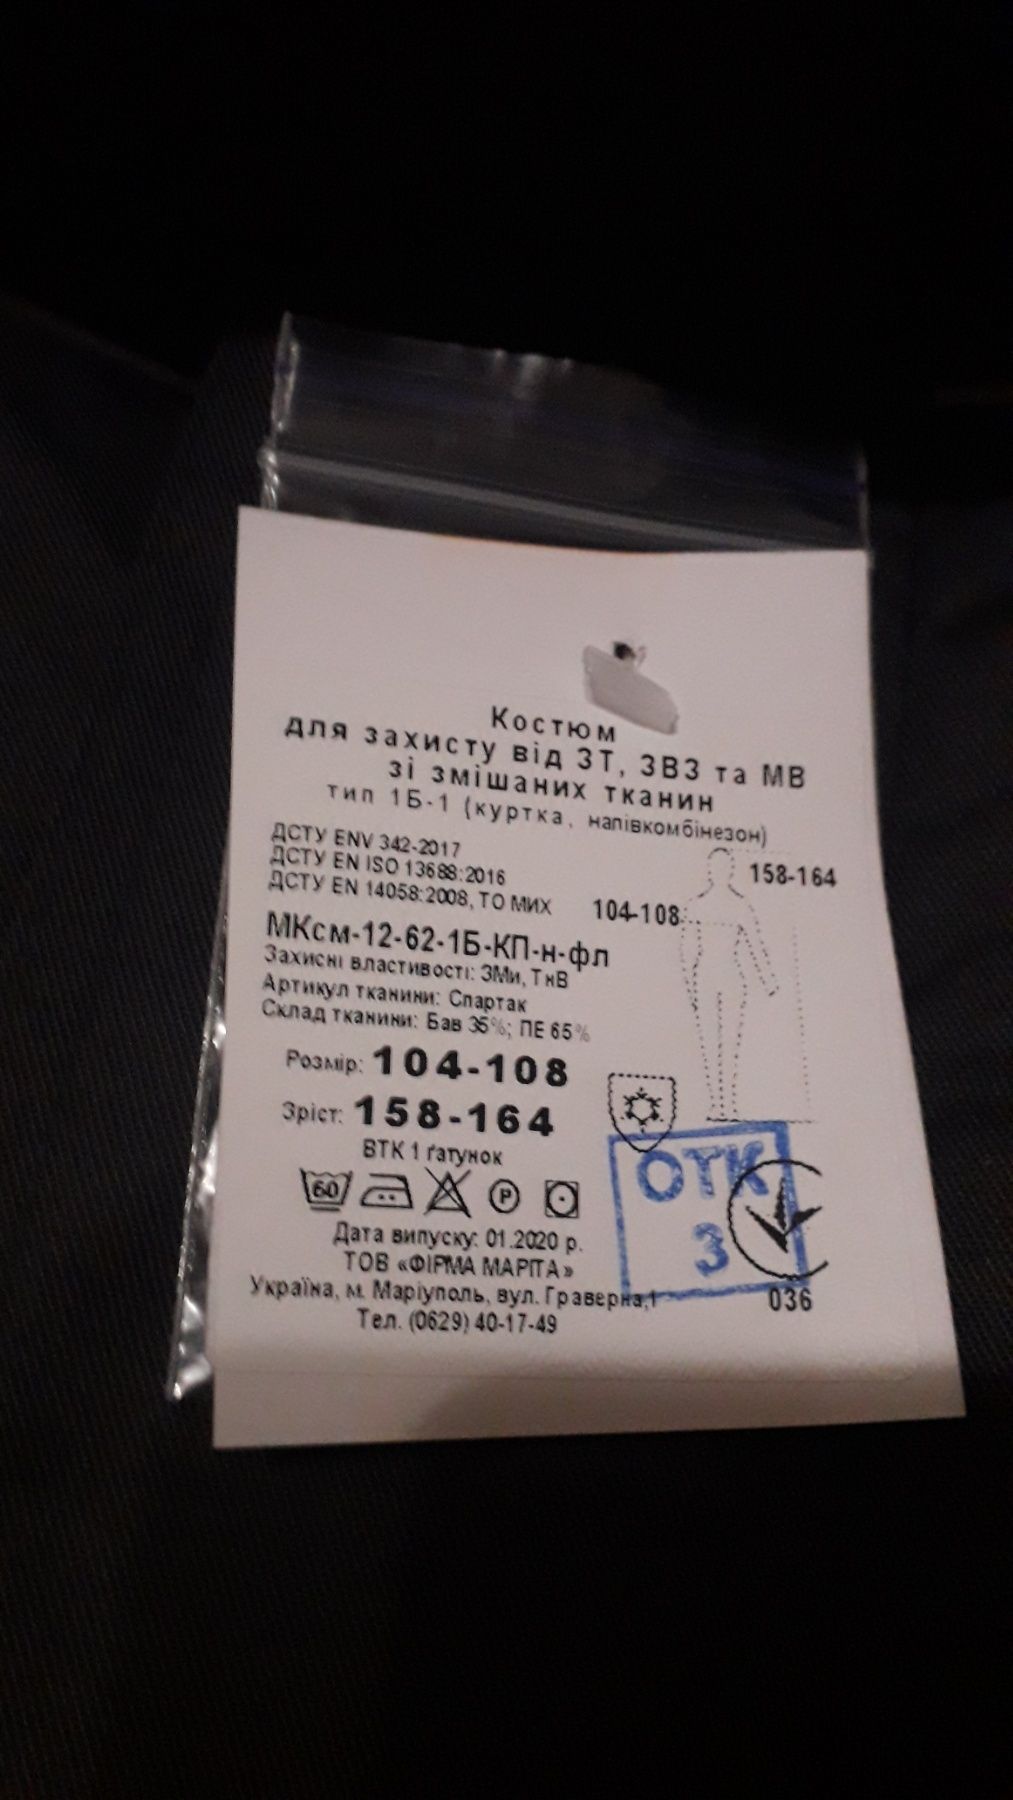 Костюм
для захисту від ЗТ, ЗВЗ та МВ
зі змішаних тканин
тип 1Б-1 (куртка, напівкомбінезон)
ДСТУ ENV 342-2017
ДСТУ EN ISO 13688:2016
ДСТУ EN 14058:2008, ТО МИХ
158-164
104-108
МКсм-12-62-1Б-КП-н-фл
Захисні властивості: ЗМи, ТнВ
Артикул тканини: Спартак
Склад тканини: Бав 35%; ПЕ 65%
Розмір: 104-108
Зріст: 158-164
ВТК 1 ґатунок
60
P
ОТК
3
Дата випуску: 01.2020 р.
ТОВ «ФІРМА МАРІТА»
Україна, м. Маріуполь, вул. Граверна,1
036
Тел. (0629) 40-17-49